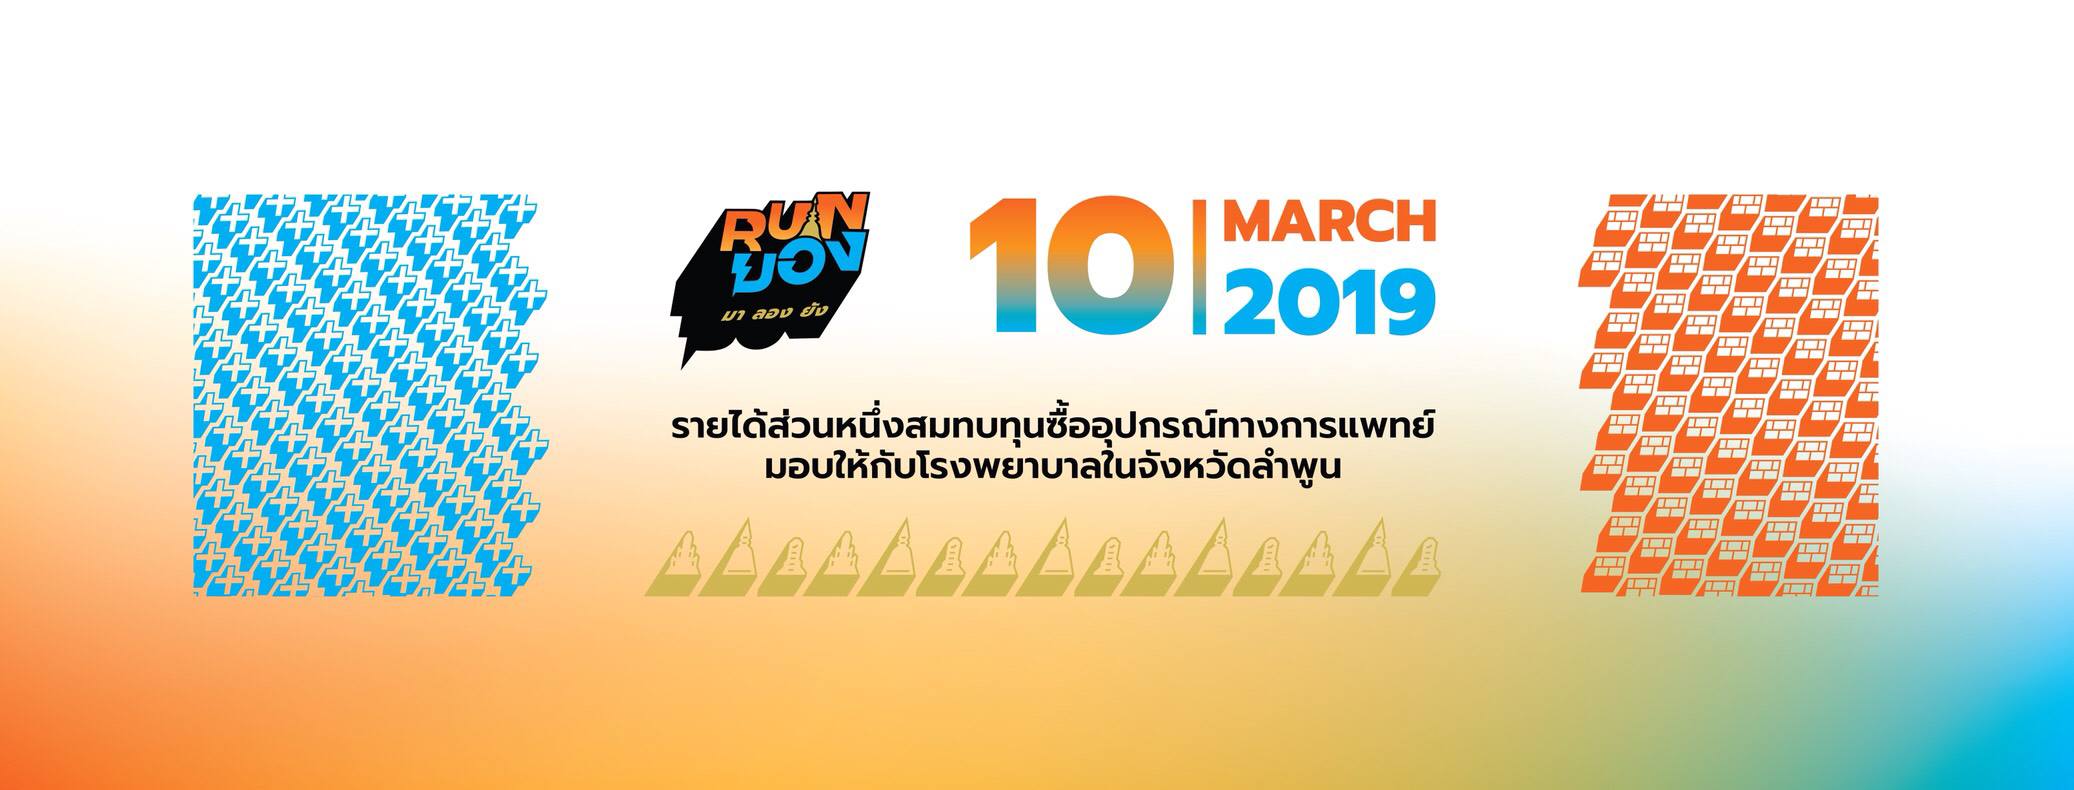 RUN
ยอง
มา ลอง ยัง
10
MARCH
2019
รายได้ส่วนหนึ่งสมทบทุนซื้ออุปกรณ์ทางการแพทย์
มอบให้กับโรงพยาบาลในจังหวัดลำพูน